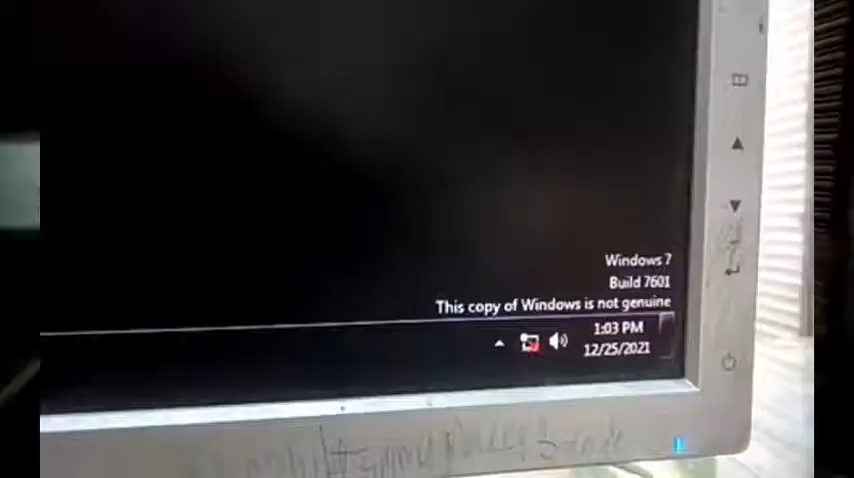 Windows 7
Build 7601
This copy of Windows is not genuine
1:03 PM
12/25/2021